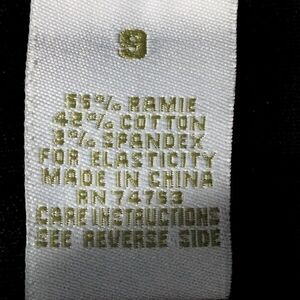 9
55% RAMIE
42% COTTON
3% SPANDEX
FOR ELASTICITY
MADE IN CHINA
RN 74753
CARE INSTRUCTIONS
SEE REVERSE SIDE